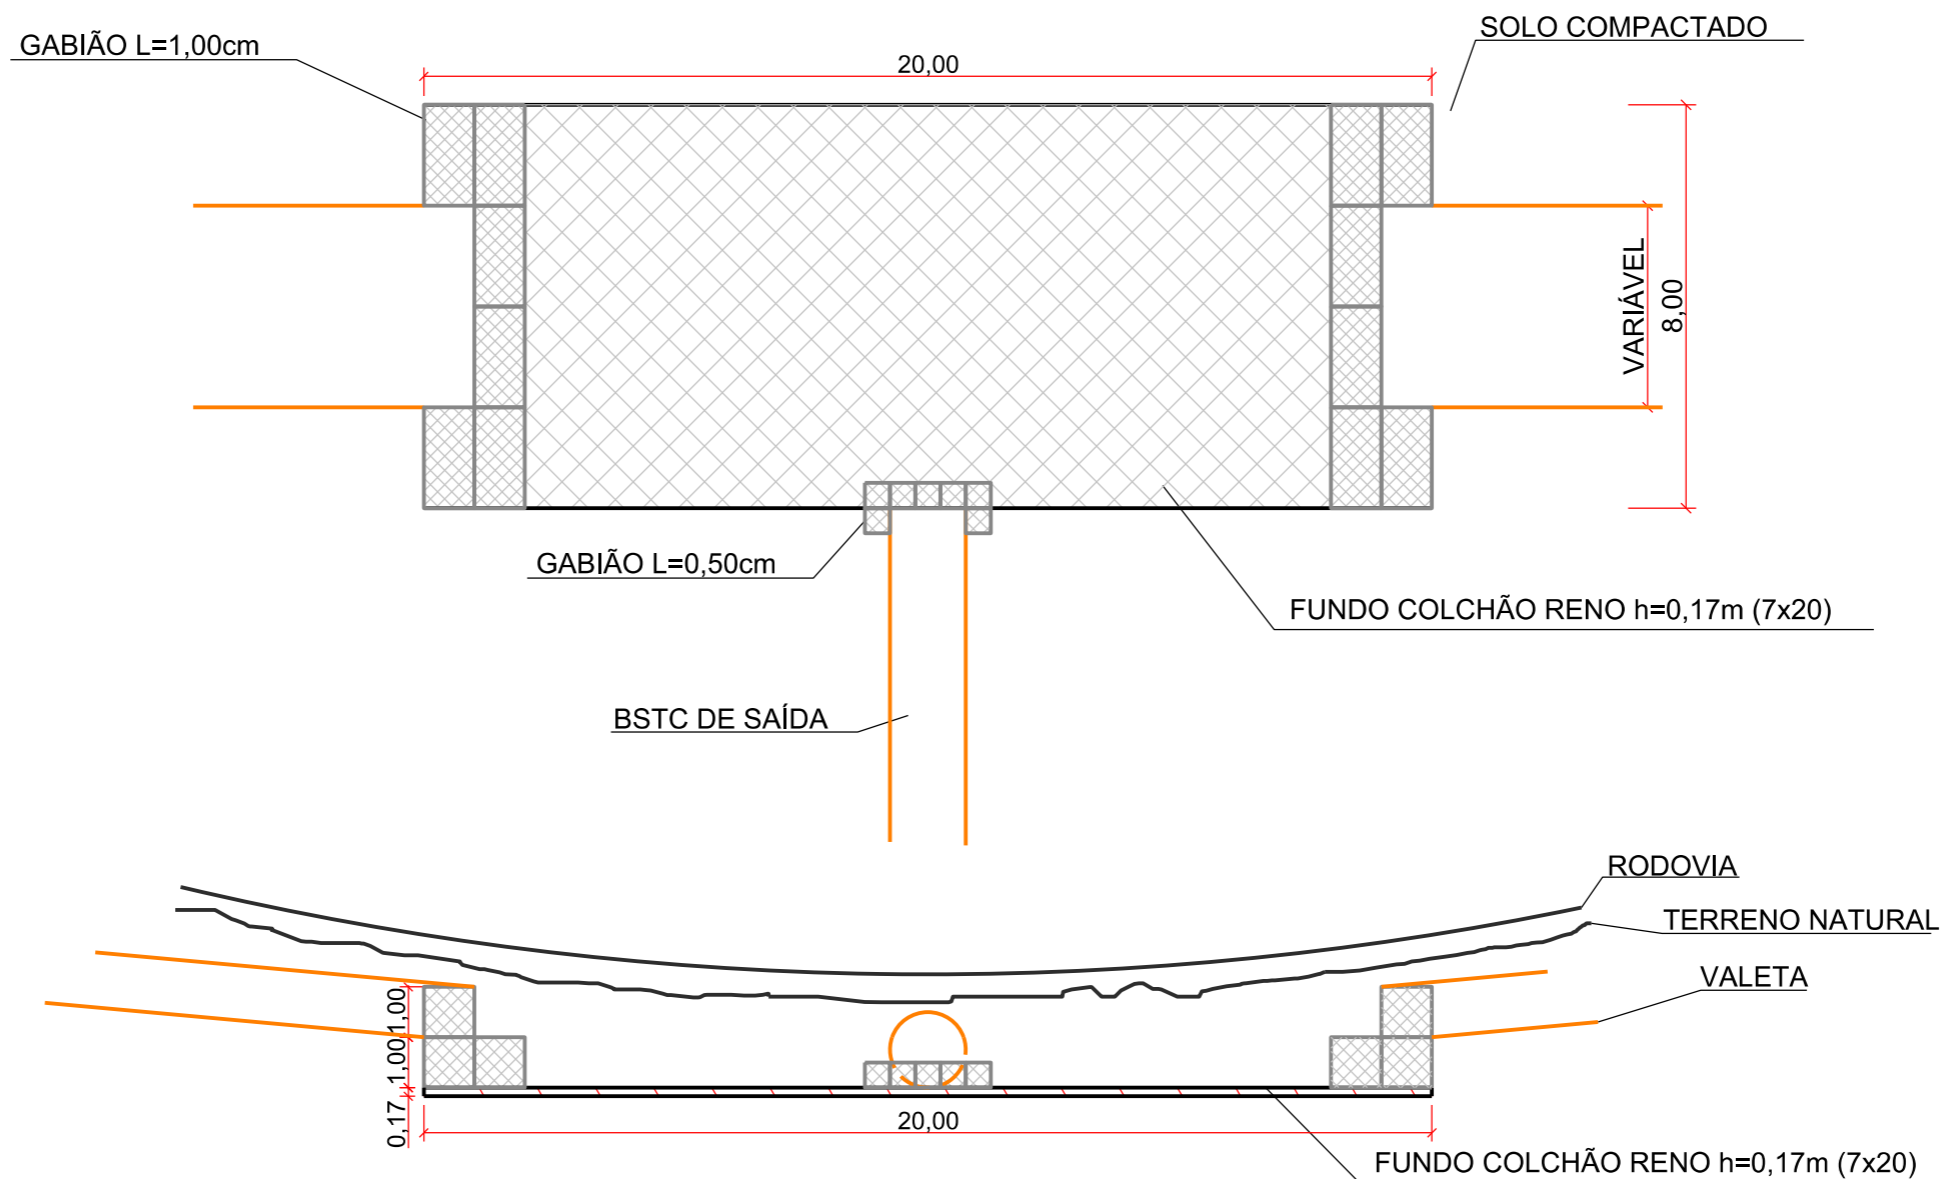 SOLO COMPACTADO
GABIÃO L=1,00cm
20,00
VARIÁVEL
8,00
GABIÃO L=0,50cm
FUNDO COLCHÃO RENO h=0,17m (7x20)
BSTC DE SAÍDA
RODOVIA
TERRENO NATURAL
VALETA
1,00
1,00
0,17
20,00
FUNDO COLCHÃO RENO h=0,17m (7x20)